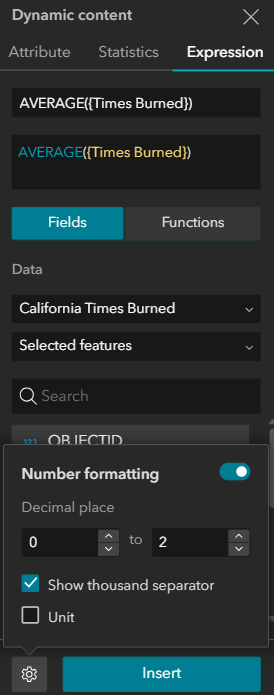 Dynamic content
Attribute Statistics Expression
AVERAGE({Times Burned})
AVERAGE({Times Burned})
Fields Functions
Data
California Times Burned
Selected features
Search
123 OBJECTID
Number formatting
Decimal place
0 to 2
Show thousand separator
Unit
Insert